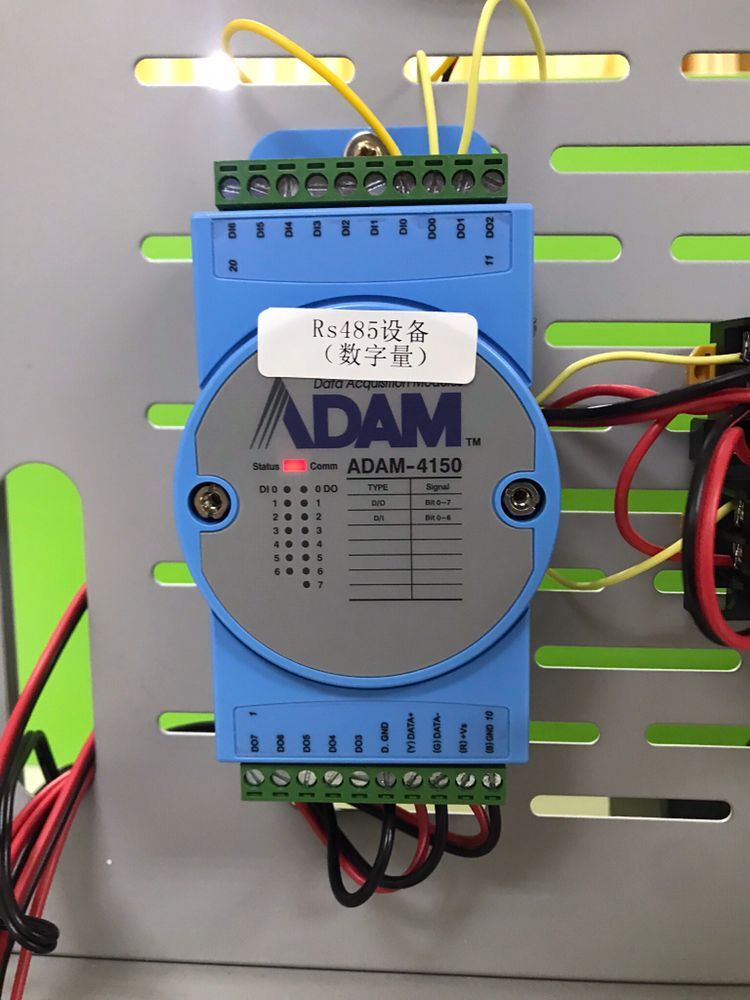 DI6 DI5 DI4 DI3 DI2 DI1 DI0 DO0 DO1 DO2
20 11
Rs485设备
（数字量）
Data Acquisition Modules
ADAM TM
Status Comm ADAM-4150
DI 0 0 DO
1 1
2 2
3 3
4 4
5 5
6 6
7
TYPE Signal
D/O Bit 0~7
D/I Bit 0~6
1 10
DO7 DO6 DO5 DO4 DO3 D. GND (Y) DATA+ (G) DATA- (R) +Vs (B) GND